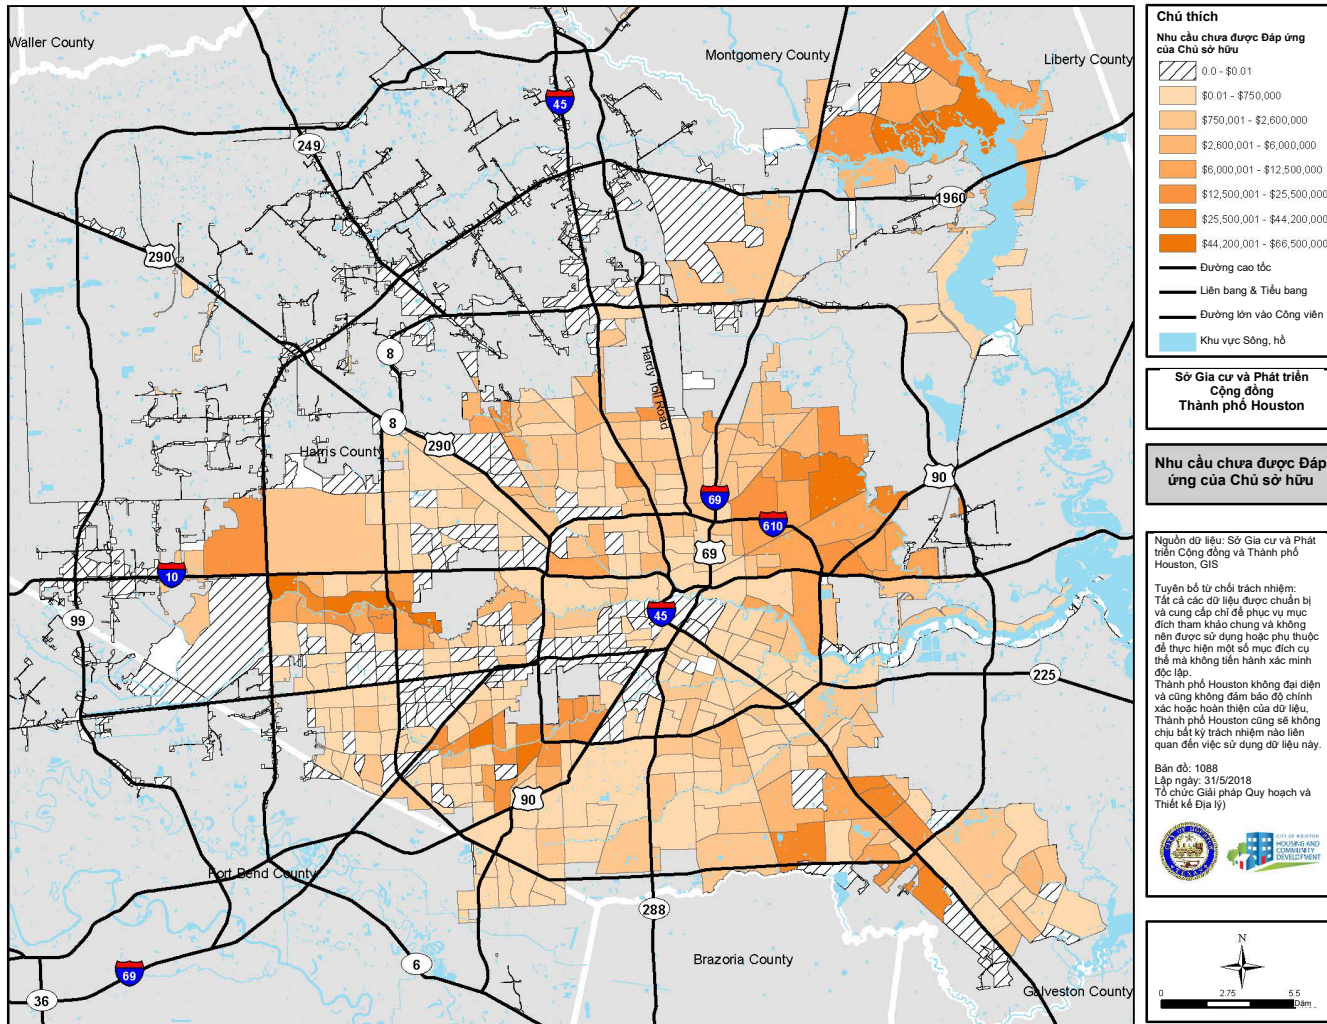 Waller County
Montgomery County
Liberty County
45
249
1960
290
8
Hardy Toll Road
8
290
Harris County
90
69
610
69
10
45
99
225
90
Fort Bend County
288
6
Brazoria County
69
36
Galveston County
Chú thích
Nhu cầu chưa được Đáp ứng
của Chủ sở hữu
0.0 - $0.01
$0.01 - $750,000
$750,001 - $2,600,000
$2,600,001 - $6,000,000
$6,000,001 - $12,500,000
$12,500,001 - $25,500,000
$25,500,001 - $44,200,000
$44,200,001 - $66,500,000
Đường cao tốc
Liên bang & Tiểu bang
Đường lớn vào Công viên
Khu vực Sông, hồ
Sở Gia cư và Phát triển
Cộng đồng
Thành phố Houston
Nhu cầu chưa được Đáp
ứng của Chủ sở hữu
Nguồn dữ liệu: Sở Gia cư và Phát
triển Cộng đồng và Thành phố
Houston, GIS
Tuyên bố từ chối trách nhiệm:
Tất cả các dữ liệu được chuẩn bị
và cung cấp chỉ để phục vụ mục
đích tham khảo chung và không
nên được sử dụng hoặc phụ thuộc
để thực hiện một số mục đích cụ
thể mà không tiến hành xác minh
độc lập.
Thành phố Houston không đại diện
và cũng không đảm bảo độ chính
xác hoặc hoàn thiện của dữ liệu,
Thành phố Houston cũng sẽ không
chịu bất kỳ trách nhiệm nào liên
quan đến việc sử dụng dữ liệu này.
Bản đồ: 1088
Lập ngày: 31/5/2018
Tổ chức Giải pháp Quy hoạch và
Thiết kế Địa lý)
CITY OF HOUSTON
TEXAS
CITY OF HOUSTON
HOUSING AND
COMMUNITY
DEVELOPMENT
N
0 2.75 5.5
Dặm